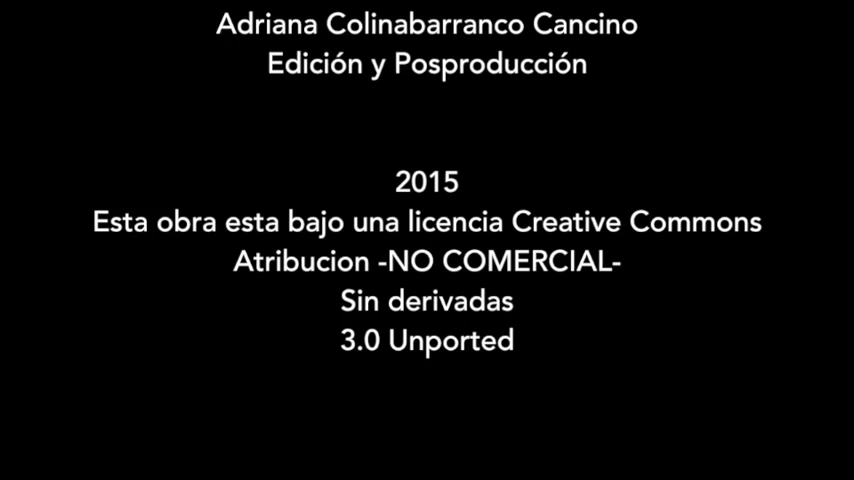 Adriana Colinabarranco Cancino
Edición y Posproducción
2015
Esta obra esta bajo una licencia Creative Commons
Atribucion -NO COMERCIAL-
Sin derivadas
3.0 Unported